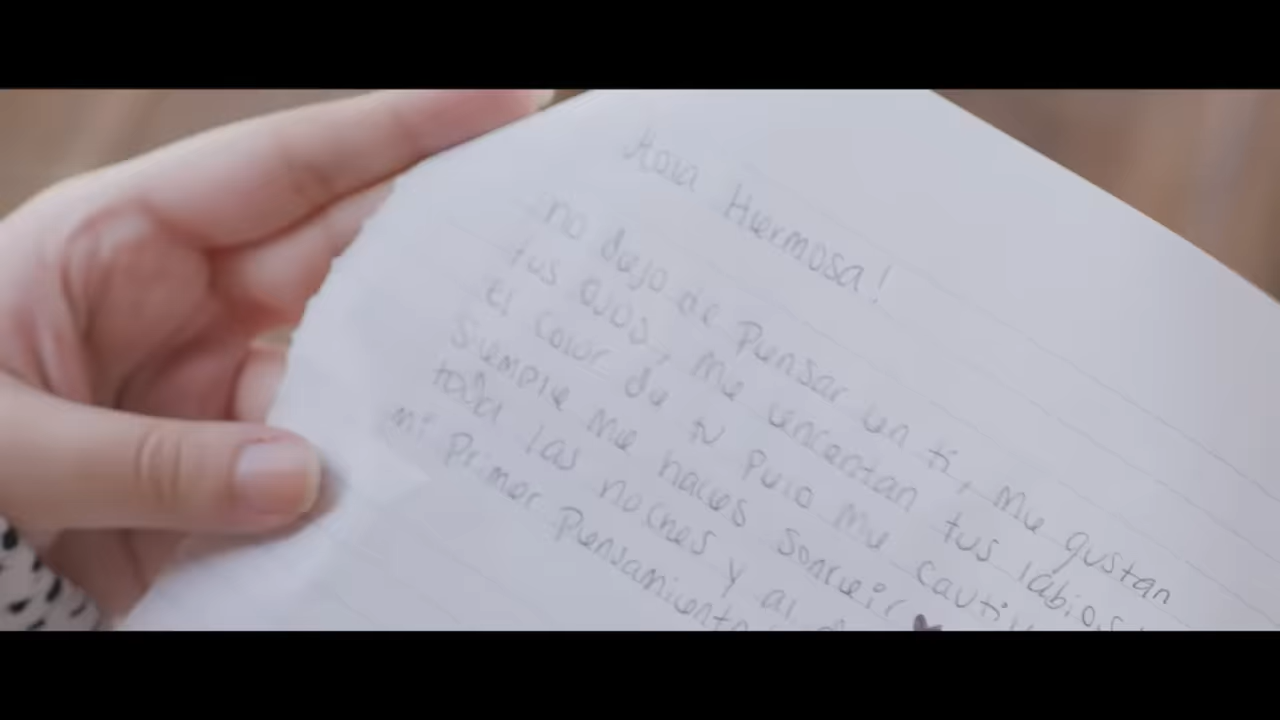 Hola Hermosa!
no dejo de Pensar en ti, me gustan
tus ojos, me encantan tus labios
el color de tu Pelo me cautiv
Siempre me haces sonreir
toda las noches y al
mi Primer Pensamiento